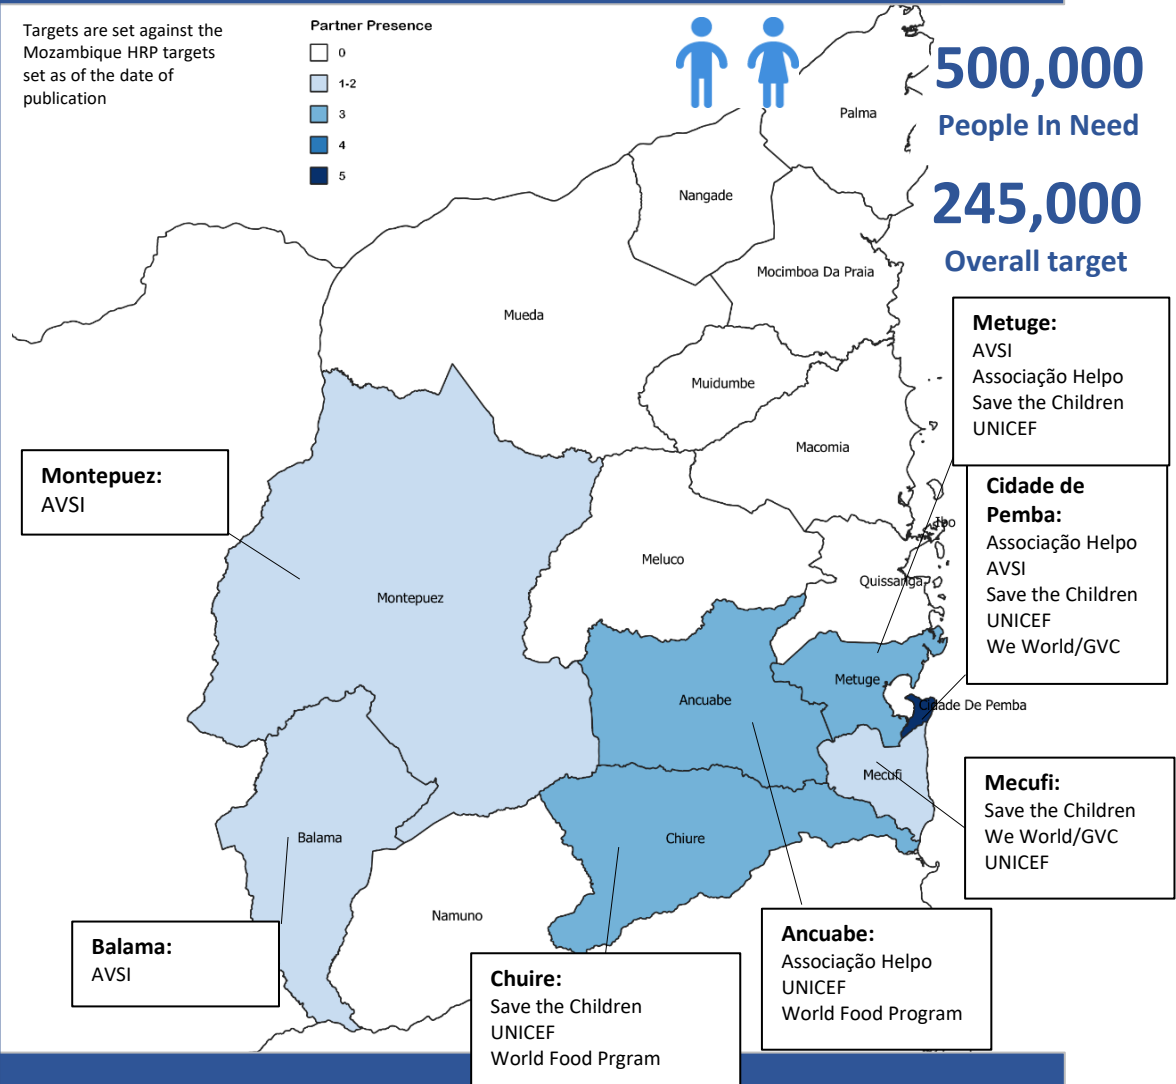 Targets are set against the
Mozambique HRP targets
set as of the date of
publication
Partner Presence
0
1-2
3
4
5
500,000
People In Need
245,000
Overall target
Palma
Nangade
Mocimboa Da Praia
Mueda
Muidumbe
Macomia
Ibo
Meluco
Quissanga
Montepuez
Metuge
Ancuabe
Cidade De Pemba
Mecufi
Balama
Chiure
Namuno
Metuge:
AVSI
Associação Helpo
Save the Children
UNICEF
Cidade de
Pemba:
Associação Helpo
AVSI
Save the Children
UNICEF
We World/GVC
Montepuez:
AVSI
Mecufi:
Save the Children
We World/GVC
UNICEF
Balama:
AVSI
Chuire:
Save the Children
UNICEF
World Food Prgram
Ancuabe:
Associação Helpo
UNICEF
World Food Program